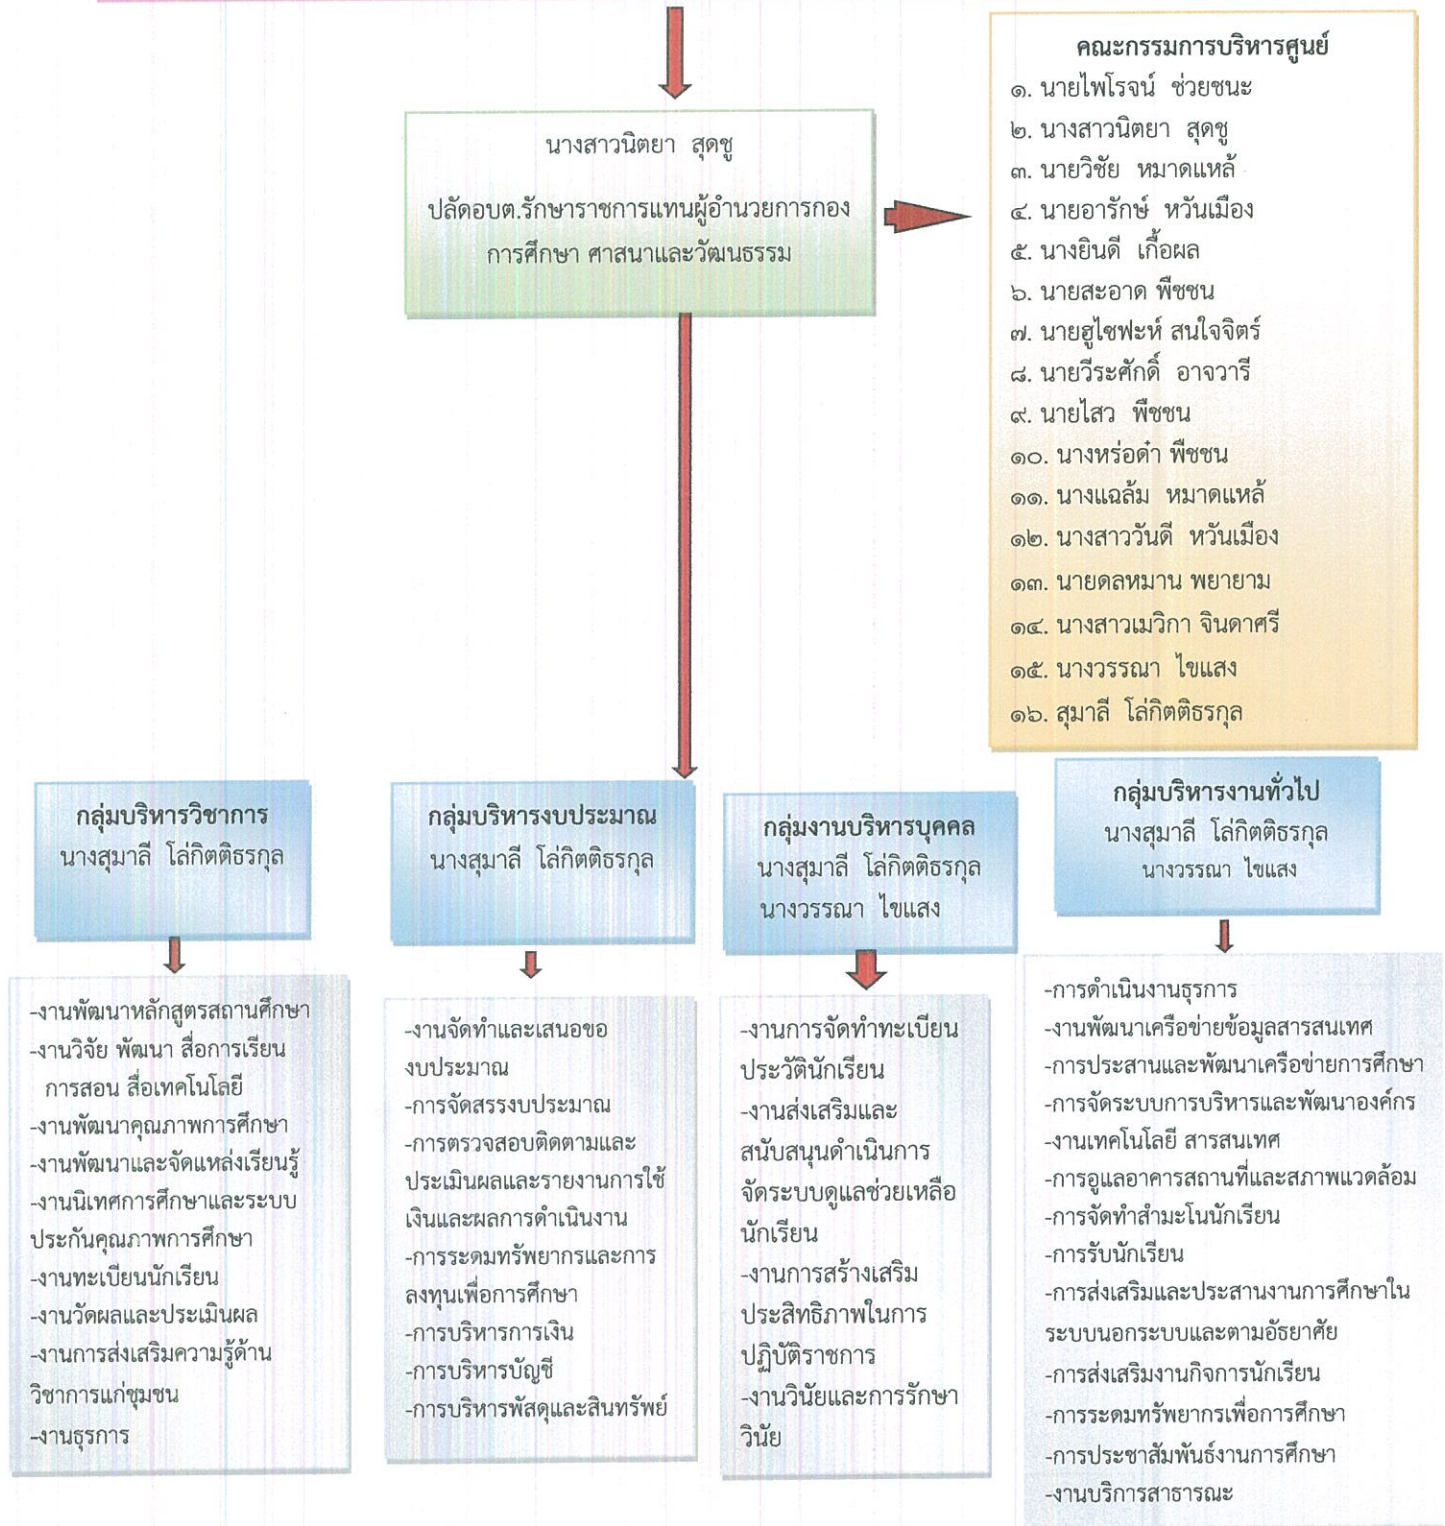 นางสาวนิตยา สุดชู
ปลัดอบต.รักษาราชการแทนผู้อำนวยการกอง
การศึกษา ศาสนาและวัฒนธรรม
คณะกรรมการบริหารศูนย์
๑. นายไพโรจน์ ช่วยชนะ
๒. นางสาวนิตยา สุดชู
๓. นายวิชัย หมาดแหล้
๔. นายอารักษ์ หวันเมือง
๕. นางยินดี เกื้อผล
๖. นายสะอาด พืชชน
๗. นายฮูไซฟะห์ สนใจจิตร์
๘. นายวีระศักดิ์ อาจวารี
๙. นายไสว พืชชน
๑๐. นางหร่อด๋า พืชชน
๑๑. นางแฉล้ม หมาดแหล้
๑๒. นางสาววันดี หวันเมือง
๑๓. นายดลหมาน พยายาม
๑๔. นางสาวเมวิกา จินดาศรี
๑๕. นางวรรณา ไขแสง
๑๖. สุมาลี โล่กิตติธรกุล
กลุ่มบริหารวิชาการ
นางสุมาลี โล่กิตติธรกุล
-งานพัฒนาหลักสูตรสถานศึกษา
-งานวิจัย พัฒนา สื่อการเรียน
การสอน สื่อเทคโนโลยี
-งานพัฒนาคุณภาพการศึกษา
-งานพัฒนาและจัดแหล่งเรียนรู้
-งานนิเทศการศึกษาและระบบ
ประกันคุณภาพการศึกษา
-งานทะเบียนนักเรียน
-งานวัดผลและประเมินผล
-งานการส่งเสริมความรู้ด้าน
วิชาการแก่ชุมชน
-งานธุรการ
กลุ่มบริหารงบประมาณ
นางสุมาลี โล่กิตติธรกุล
-งานจัดทำและเสนอขอ
งบประมาณ
-การจัดสรรงบประมาณ
-การตรวจสอบติดตามและ
ประเมินผลและรายงานการใช้
เงินและผลการดำเนินงาน
-การระดมทรัพยากรและการ
ลงทุนเพื่อการศึกษา
-การบริหารการเงิน
-การบริหารบัญชี
-การบริหารพัสดุและสินทรัพย์
กลุ่มงานบริหารบุคคล
นางสุมาลี โล่กิตติธรกุล
นางวรรณา ไขแสง
-งานการจัดทำทะเบียน
ประวัตินักเรียน
-งานส่งเสริมและ
สนับสนุนดำเนินการ
จัดระบบดูแลช่วยเหลือ
นักเรียน
-งานการสร้างเสริม
ประสิทธิภาพในการ
ปฏิบัติราชการ
-งานวินัยและการรักษา
วินัย
กลุ่มบริหารงานทั่วไป
นางสุมาลี โล่กิตติธรกุล
นางวรรณา ไขแสง
-การดำเนินงานธุรการ
-งานพัฒนาเครือข่ายข้อมูลสารสนเทศ
-การประสานและพัฒนาเครือข่ายการศึกษา
-การจัดระบบการบริหารและพัฒนาองค์กร
-งานเทคโนโลยี สารสนเทศ
-การอูแลอาคารสถานที่และสภาพแวดล้อม
-การจัดทำสำมะโนนักเรียน
-การรับนักเรียน
-การส่งเสริมและประสานงานการศึกษาใน
ระบบนอกระบบและตามอัธยาศัย
-การส่งเสริมงานกิจการนักเรียน
-การระดมทรัพยากรเพื่อการศึกษา
-การประชาสัมพันธ์งานการศึกษา
-งานบริการสาธารณะ